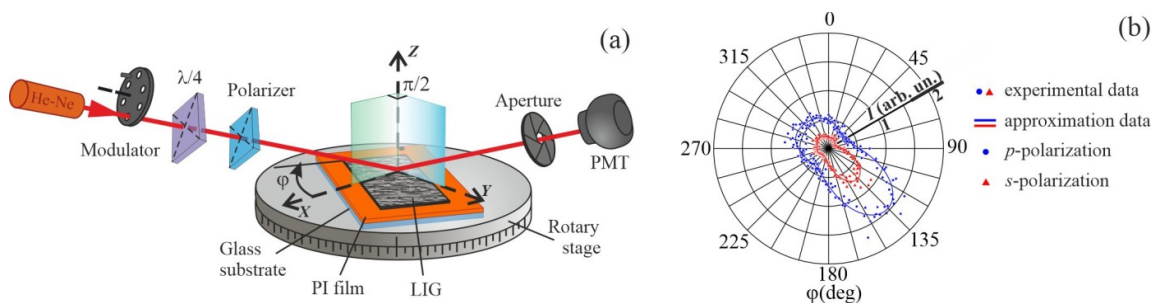 (a)
Z
π/2
He-Ne
λ/4
Polarizer
Modulator
Aperture
PMT
φ
X
Y
Glass
substrate
PI film
LIG
Rotary
stage
(b)
0
45
90
135
180
225
270
315
I (arb. un.)
1
2
φ(deg)
experimental data
approximation data
p-polarization
s-polarization